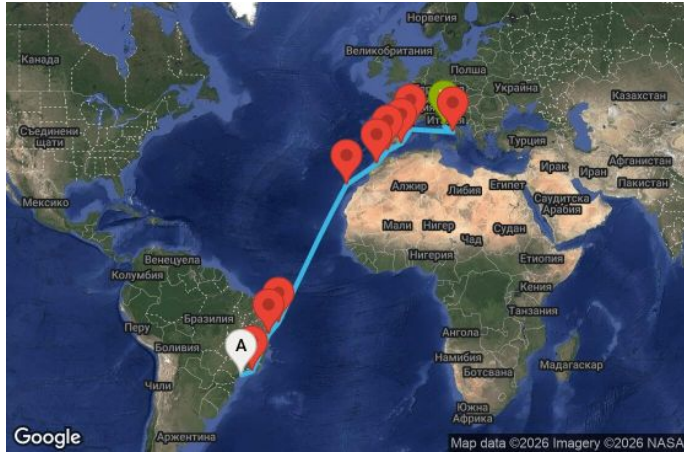 Норвегия
Канада
Великобритания
Полша
Украйна
Казахстан
Съединени
щати
Турция
Мексико
Алжир
Либия
Египет
Ирак
Иран
Афганистан
Пакистан
Саудитска
Арабия
Мали
Нигер
Чад
Судан
Венецуела
Колумбия
Нигерия
Етиопия
Кения
Перу
Бразилия
Танзания
Боливия
A
Ангола
Чили
Намибия
Ботсвана
Мадагаскар
Южна
Африка
Аржентина
Google
Map data ©2026 Imagery ©2026 NASA